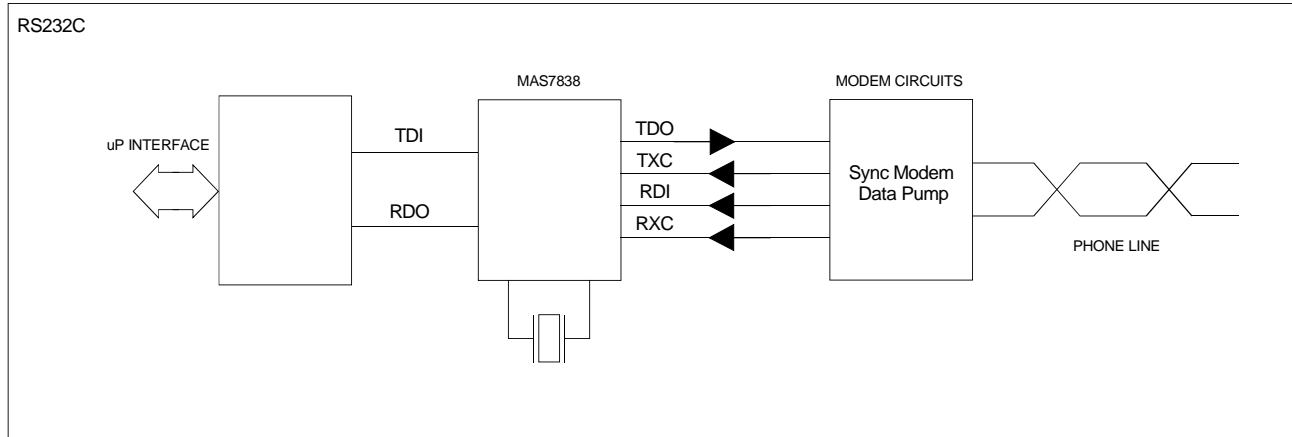 RS232C
MAS7838
MODEM CIRCUITS
uP INTERFACE
TDI
RDO
TDO
TXC
RDI
RXC
Sync Modem
Data Pump
PHONE LINE